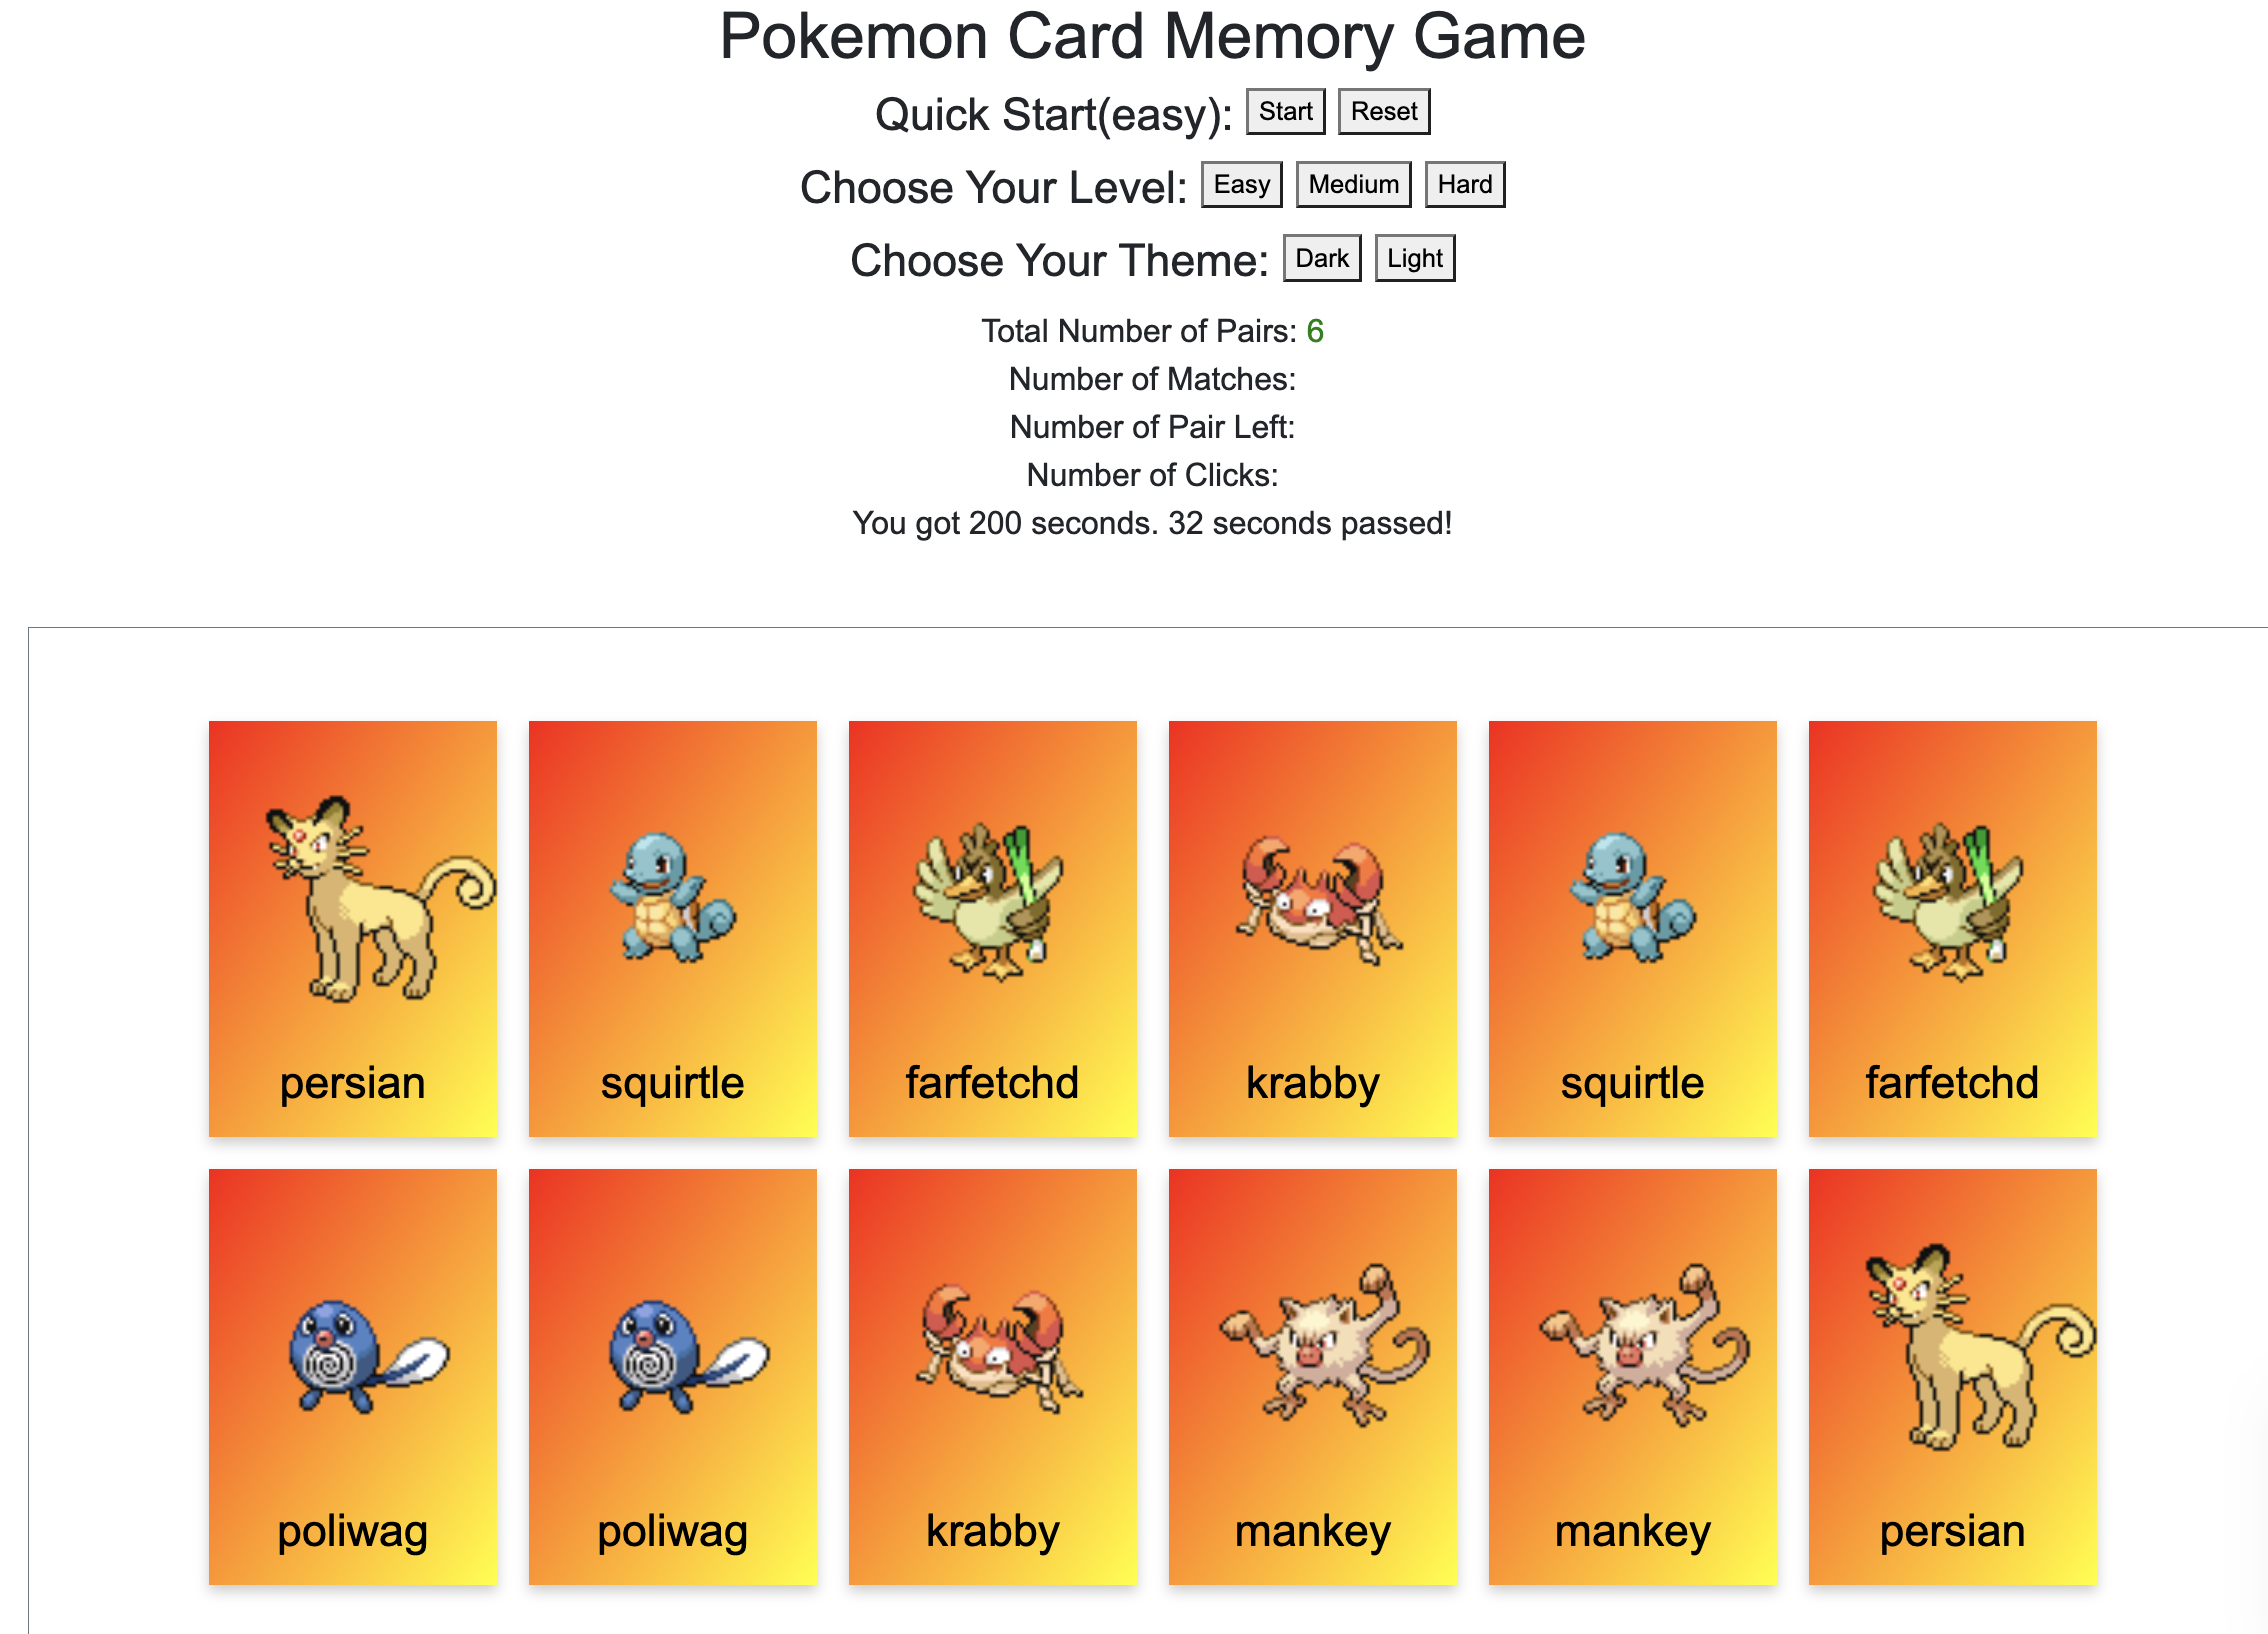 Pokemon Card Memory Game
Quick Start(easy): Start Reset
Choose Your Level: Easy Medium Hard
Choose Your Theme: Dark Light
Total Number of Pairs: 6
Number of Matches:
Number of Pair Left:
Number of Clicks:
You got 200 seconds. 32 seconds passed!
persian squirtle farfetchd krabby squirtle farfetchd
poliwag poliwag krabby mankey mankey persian